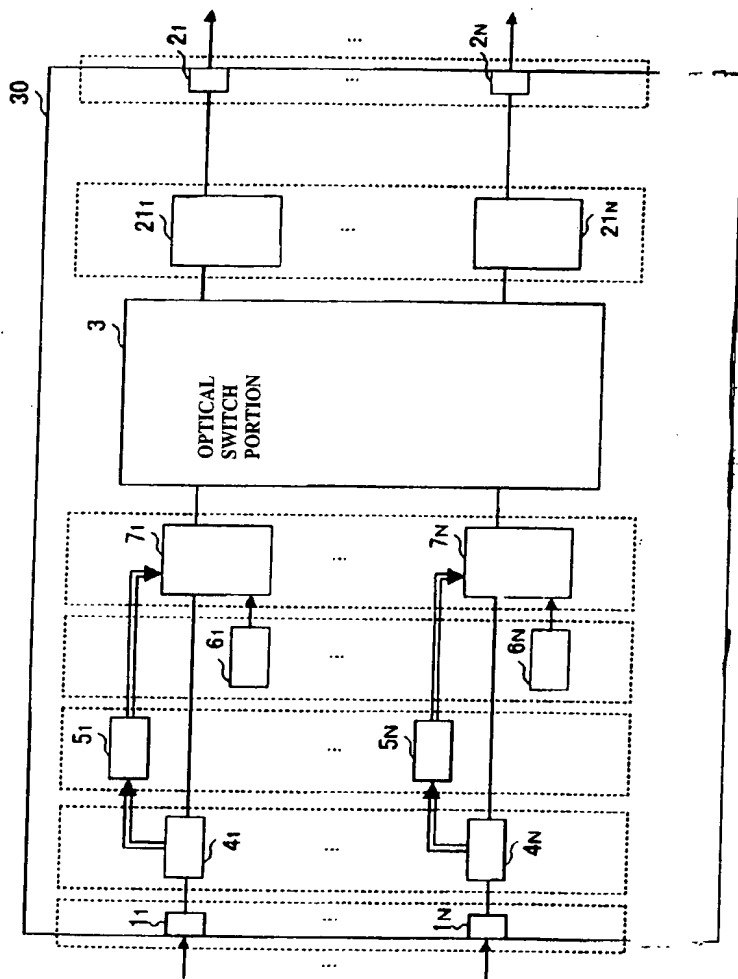 30
1₁
4₁
5₁
6₁
7₁
3
OPTICAL
SWITCH
PORTION
21₁
2₁
...
...
...
...
...
...
...
...
1N
4N
5N
6N
7N
21N
2N